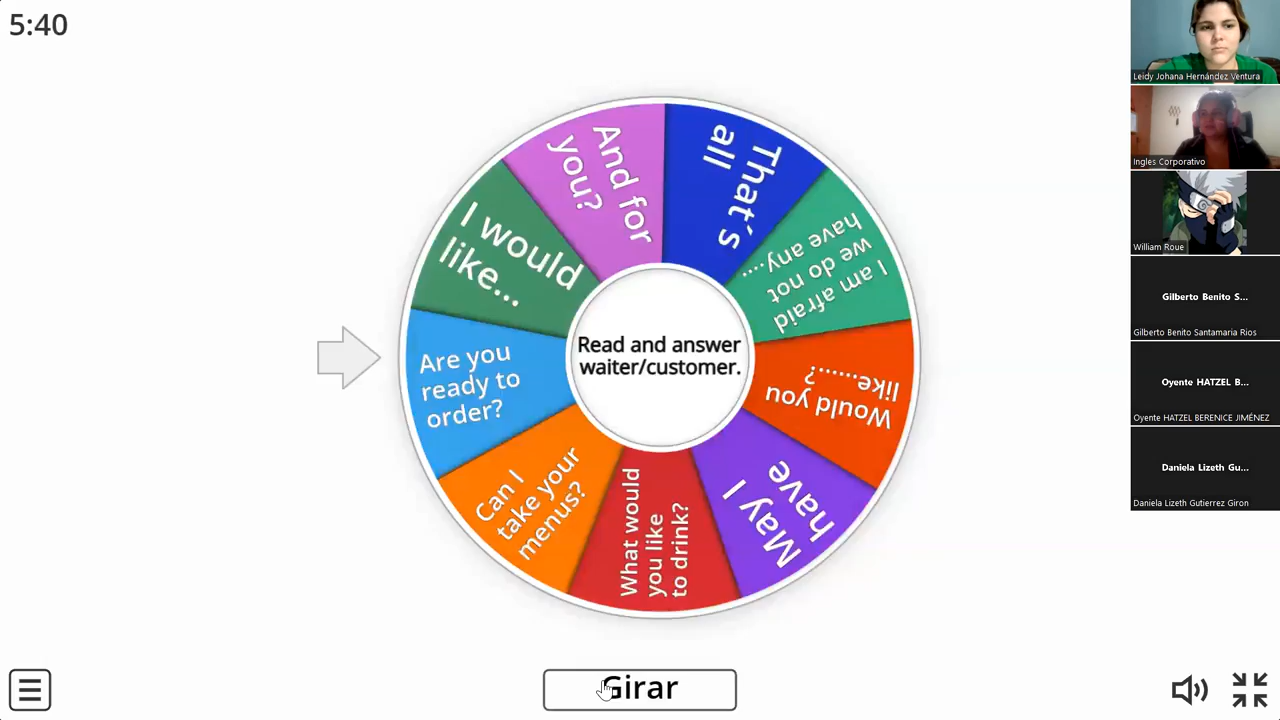 5:40
And for
you?
That´s
all
I am afraid
we do not
have any...
Would you
like.......?
May I
have
What would
you like
to drink?
Can I
take your
menus?
Are you
ready to
order?
I would
like...
Read and answer
waiter/customer.
Girar
Leidy Johana Hernández Ventura
Ingles Corporativo
William Roue
Gilberto Benito S...
Gilberto Benito Santamaria Rios
Oyente HATZEL B...
Oyente HATZEL BERENICE JIMÉNEZ
Daniela Lizeth Gu...
Daniela Lizeth Gutierrez Giron